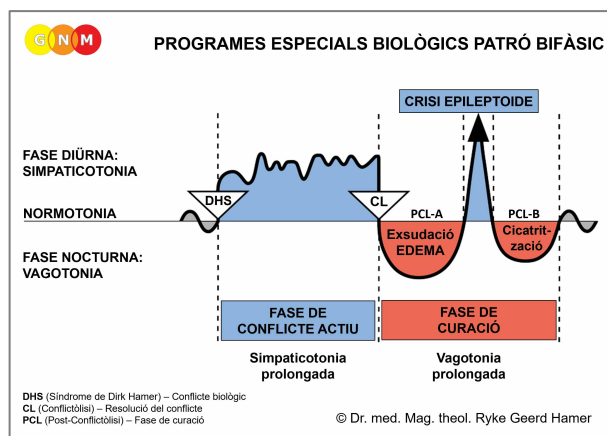 GNM
PROGRAMES ESPECIALS BIOLÒGICS PATRÓ BIFÀSIC
CRISI EPILEPTOIDE
FASE DIÜRNA:
SIMPATICOTONIA
DHS
CL
NORMOTONIA
PCL-A
PCL-B
Exsudació
EDEMA
Cicatrit-
zació
FASE NOCTURNA:
VAGOTONIA
FASE DE
CONFLICTE ACTIU
FASE DE
CURACIÓ
Simpaticotonia
prolongada
Vagotonia
prolongada
DHS (Síndrome de Dirk Hamer) – Conflicte biològic
CL (Conflictòlisi) – Resolució del conflicte
PCL (Post-Conflictòlisi) – Fase de curació
© Dr. med. Mag. theol. Ryke Geerd Hamer